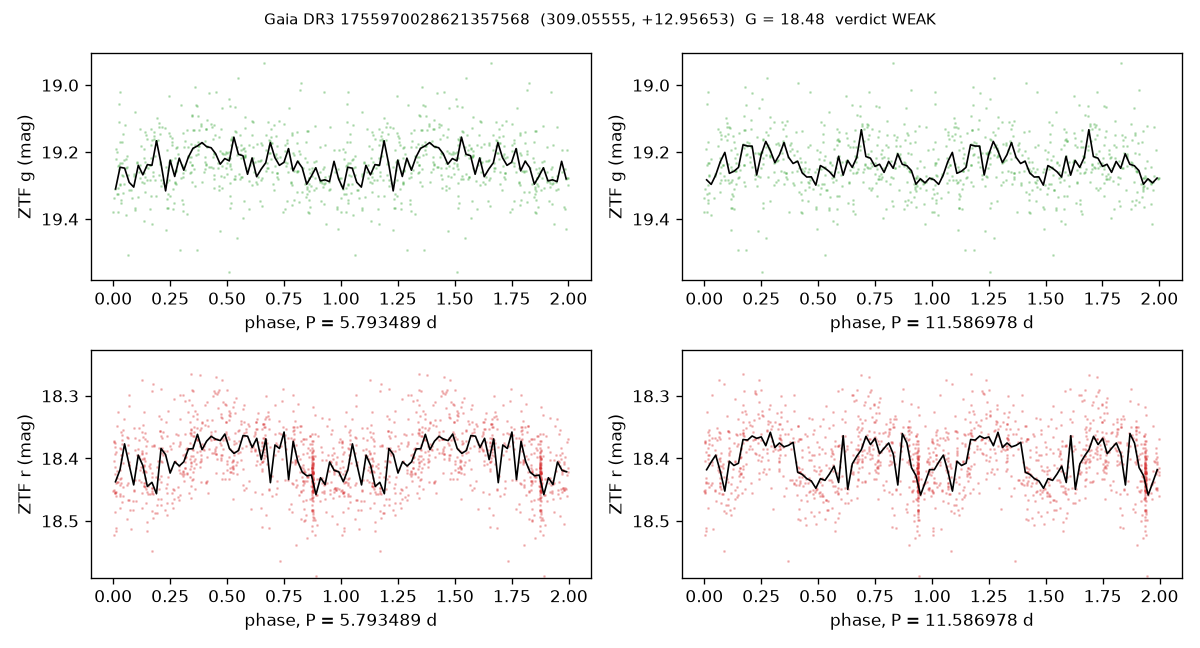 Gaia DR3 1755970028621357568  (309.05555, +12.95653)  G = 18.48  verdict WEAK
ZTF g (mag)
19.0
19.2
19.4
0.00 0.25 0.50 0.75 1.00 1.25 1.50 1.75 2.00
phase, P = 5.793489 d
ZTF g (mag)
19.0
19.2
19.4
0.00 0.25 0.50 0.75 1.00 1.25 1.50 1.75 2.00
phase, P = 11.586978 d
ZTF r (mag)
18.3
18.4
18.5
0.00 0.25 0.50 0.75 1.00 1.25 1.50 1.75 2.00
phase, P = 5.793489 d
ZTF r (mag)
18.3
18.4
18.5
0.00 0.25 0.50 0.75 1.00 1.25 1.50 1.75 2.00
phase, P = 11.586978 d